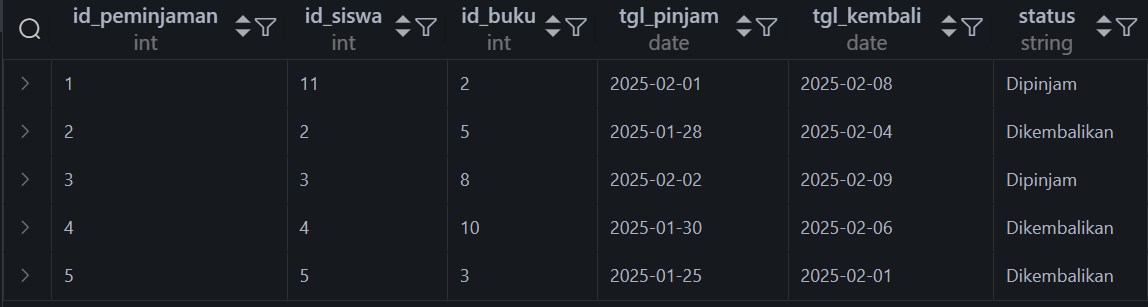 id_peminjaman id_siswa id_buku tgl_pinjam tgl_kembali status
int int int date date string
1 11 2 2025-02-01 2025-02-08 Dipinjam
2 2 5 2025-01-28 2025-02-04 Dikembalikan
3 3 8 2025-02-02 2025-02-09 Dipinjam
4 4 10 2025-01-30 2025-02-06 Dikembalikan
5 5 3 2025-01-25 2025-02-01 Dikembalikan